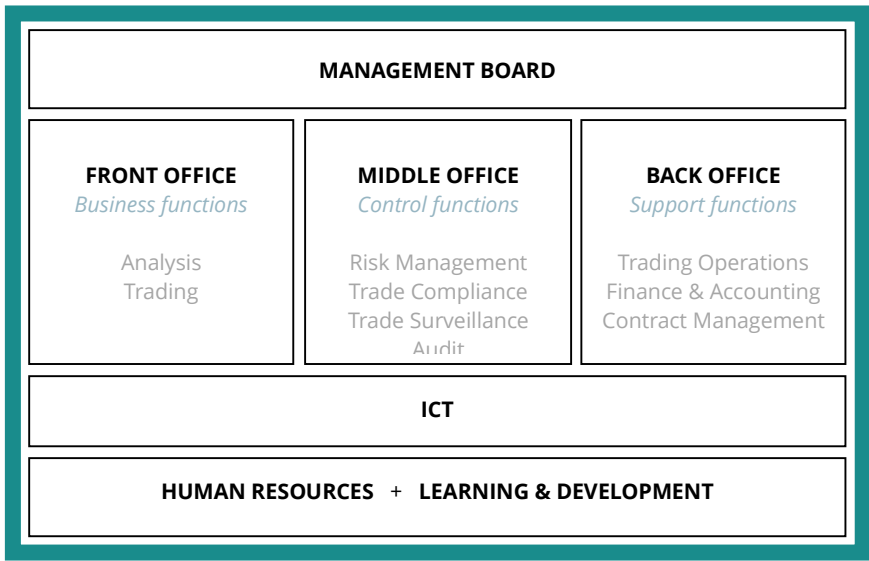 MANAGEMENT BOARD
FRONT OFFICE
Business functions
Analysis
Trading
MIDDLE OFFICE
Control functions
Risk Management
Trade Compliance
Trade Surveillance
Audit
BACK OFFICE
Support functions
Trading Operations
Finance & Accounting
Contract Management
ICT
HUMAN RESOURCES + LEARNING & DEVELOPMENT